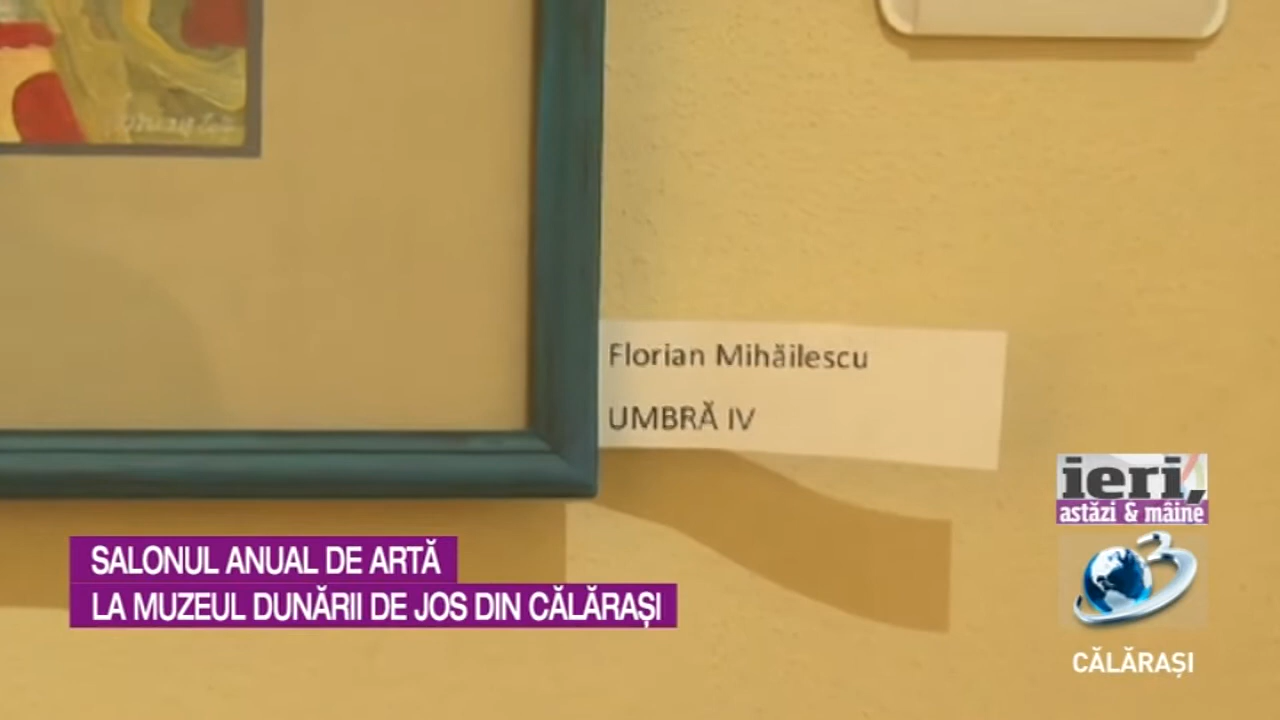 Florian Mihăilescu
UMBRĂ IV
ieri,
astăzi & mâine
SALONUL ANUAL DE ARTĂ
LA MUZEUL DUNĂRII DE JOS DIN CĂLĂRAȘI
3
CĂLĂRAȘI